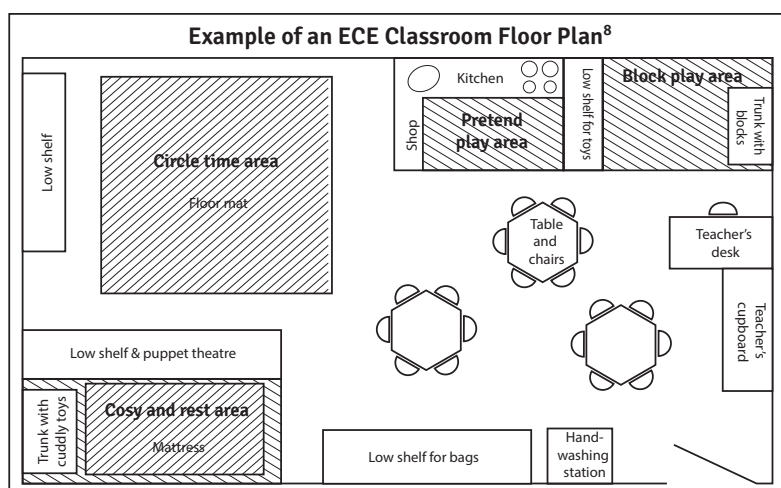 Example of an ECE Classroom Floor Plan8
Low shelf
Circle time area
Floor mat
Kitchen
Shop
Pretend
play area
Low shelf for toys
Block play area
Trunk with
blocks
Table
and
chairs
Teacher's
desk
Teacher's
cupboard
Low shelf & puppet theatre
Trunk with
cuddly toys
Cosy and rest area
Mattress
Low shelf for bags
Hand-
washing
station